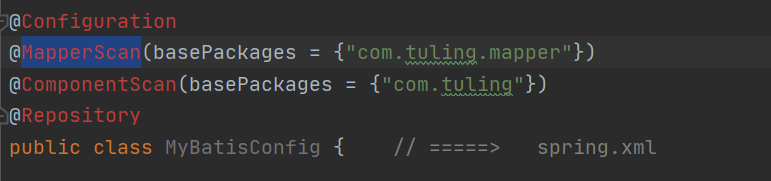 @Configuration
@MapperScan(basePackages = {"com.tuling.mapper"})
@ComponentScan(basePackages = {"com.tuling"})
@Repository
public class MyBatisConfig {    // =====>   spring.xml